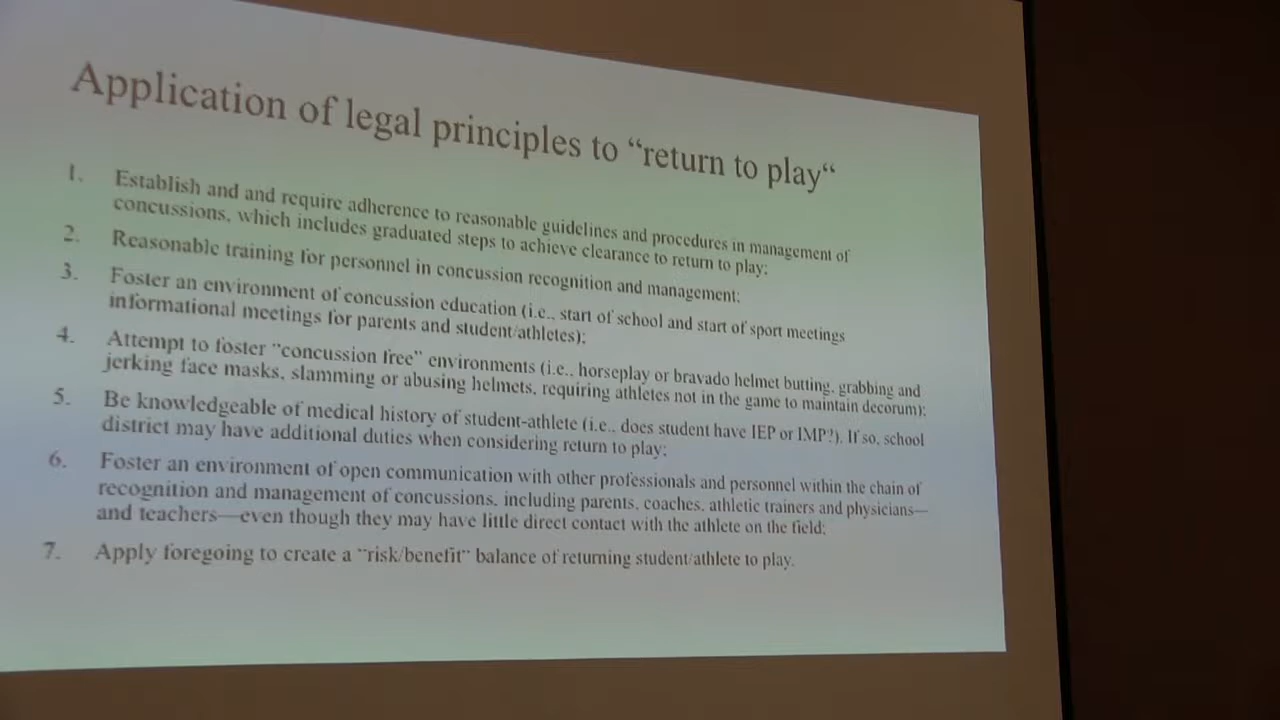 Application of legal principles to “return to play“
1. Establish and and require adherence to reasonable guidelines and procedures in management of
concussions, which includes graduated steps to achieve clearance to return to play;
2. Reasonable training for personnel in concussion recognition and management;
3. Foster an environment of concussion education (i.e., start of school and start of sport meetings
informational meetings for parents and student/athletes);
4. Attempt to foster "concussion free" environments (i.e., horseplay or bravado helmet butting, grabbing and
jerking face masks, slamming or abusing helmets, requiring athletes not in the game to maintain decorum);
5. Be knowledgeable of medical history of student-athlete (i.e., does student have IEP or IMP?). If so, school
district may have additional duties when considering return to play;
6. Foster an environment of open communication with other professionals and personnel within the chain of
recognition and management of concussions, including parents, coaches, athletic trainers and physicians—
and teachers—even though they may have little direct contact with the athlete on the field;
7. Apply foregoing to create a "risk/benefit" balance of returning student/athlete to play.